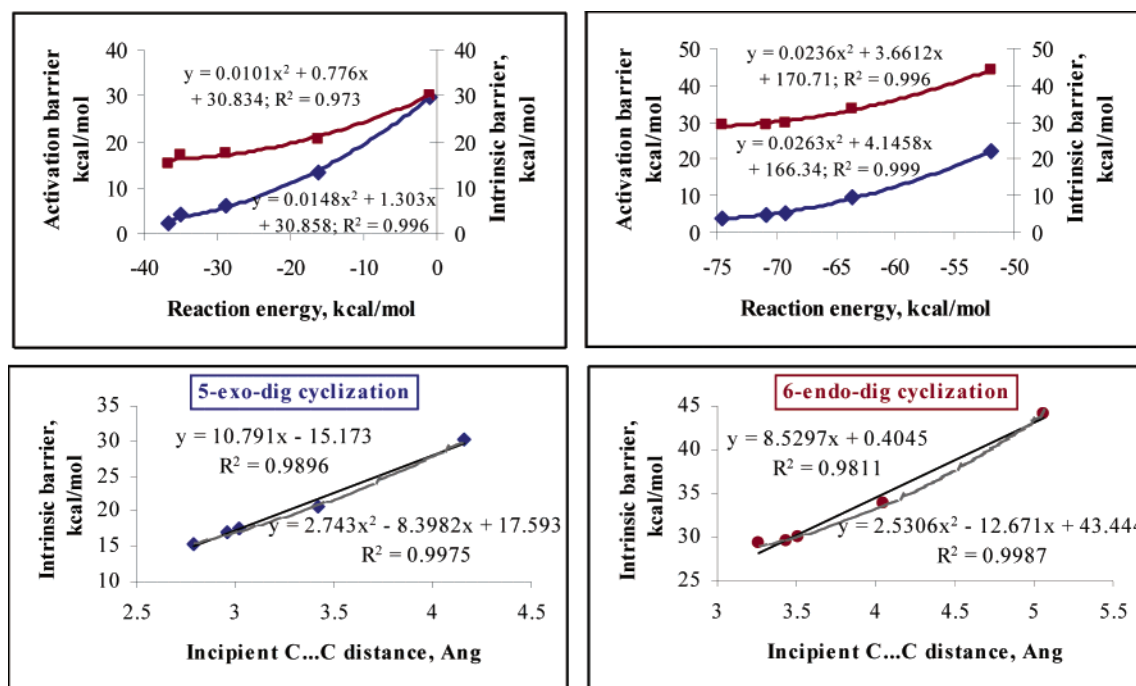 Activation barrier
kcal/mol
40
30
20
10
0
y = 0.0101x² + 0.776x
+ 30.834; R² = 0.973
y = 0.0148x² + 1.303x
+ 30.858; R² = 0.996
40
30
20
10
0
Intrinsic barrier,
kcal/mol
-40 -30 -20 -10 0
Reaction energy, kcal/mol
Activation barrier
kcal/mol
50
40
30
20
10
0
y = 0.0236x² + 3.6612x
+ 170.71; R² = 0.996
y = 0.0263x² + 4.1458x
+ 166.34; R² = 0.999
50
40
30
20
10
0
Intrinsic barrier,
kcal/mol
-75 -70 -65 -60 -55 -50
Reaction energy, kcal/mol
5-exo-dig cyclization
Intrinsic barrier,
kcal/mol
35
30
25
20
15
10
y = 10.791x - 15.173
R² = 0.9896
y = 2.743x² - 8.3982x + 17.593
R² = 0.9975
2.5 3 3.5 4 4.5
Incipient C...C distance, Ang
6-endo-dig cyclization
Intrinsic barrier,
kcal/mol
45
40
35
30
25
y = 8.5297x + 0.4045
R² = 0.9811
y = 2.5306x² - 12.671x + 43.444
R² = 0.9987
3 3.5 4 4.5 5 5.5
Incipient C...C distance, Ang